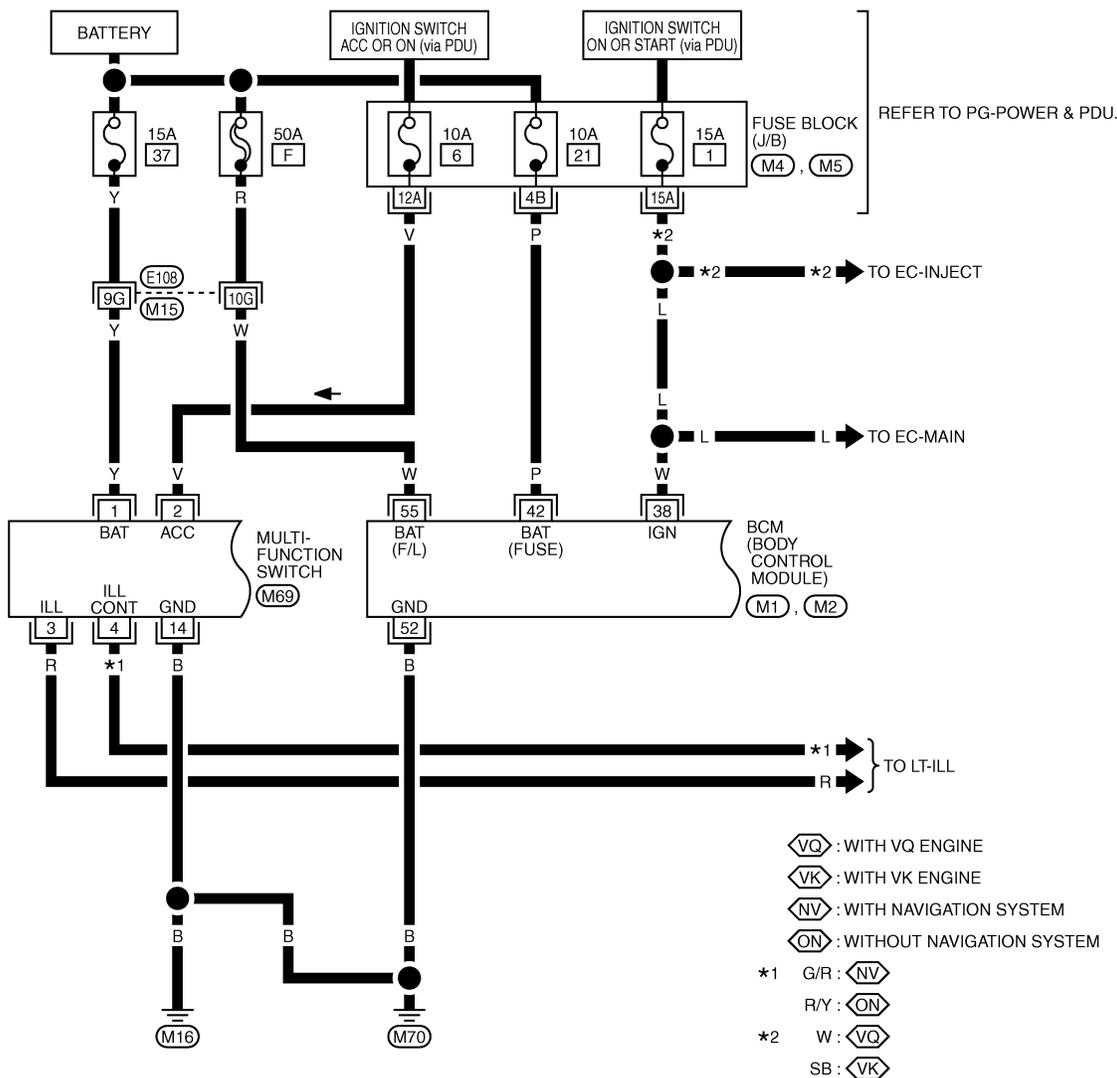 BATTERY
IGNITION SWITCH
ACC OR ON (via PDU)
IGNITION SWITCH
ON OR START (via PDU)
REFER TO PG-POWER & PDU.
15A
37
50A
F
10A
6
10A
21
15A
1
FUSE BLOCK
(J/B)
M4 , M5
12A
4B
15A
Y
R
V
P
*2
*2
*2
TO EC-INJECT
E108
9G
M15
10G
Y
W
L
L
L
L
TO EC-MAIN
Y
V
W
P
W
1
2
55
42
38
BAT
ACC
BAT
(F/L)
BAT
(FUSE)
IGN
MULTI-
FUNCTION
SWITCH
M69
BCM
(BODY
CONTROL
MODULE)
M1 , M2
ILL
ILL
CONT
GND
GND
3
4
14
52
R
*1
B
B
*1
R
TO LT-ILL
VQ : WITH VQ ENGINE
VK : WITH VK ENGINE
NV : WITH NAVIGATION SYSTEM
ON : WITHOUT NAVIGATION SYSTEM
*1 G/R : NV
R/Y : ON
*2 W : VQ
SB : VK
B
B
B
M16
M70